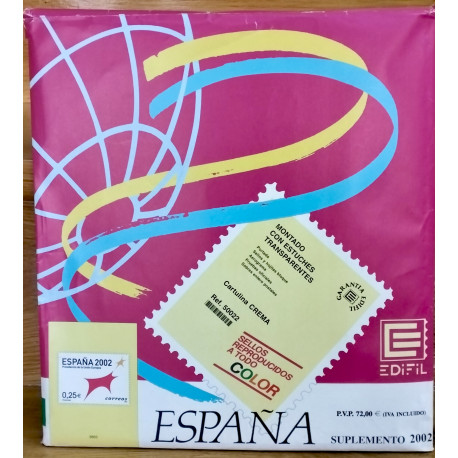 MONTADO
CON ESTUCHES
TRANSPARENTES
Cartulina CREMA
Ref. 50022
GARANTIA
EDIFIL
SELLOS
REPRODUCIDOS
A TODO
COLOR
EDIFIL
ESPAÑA 2002
0,25€
correos
ESPAÑA
P.V.P. 72,00 € (IVA INCLUIDO)
SUPLEMENTO 2002